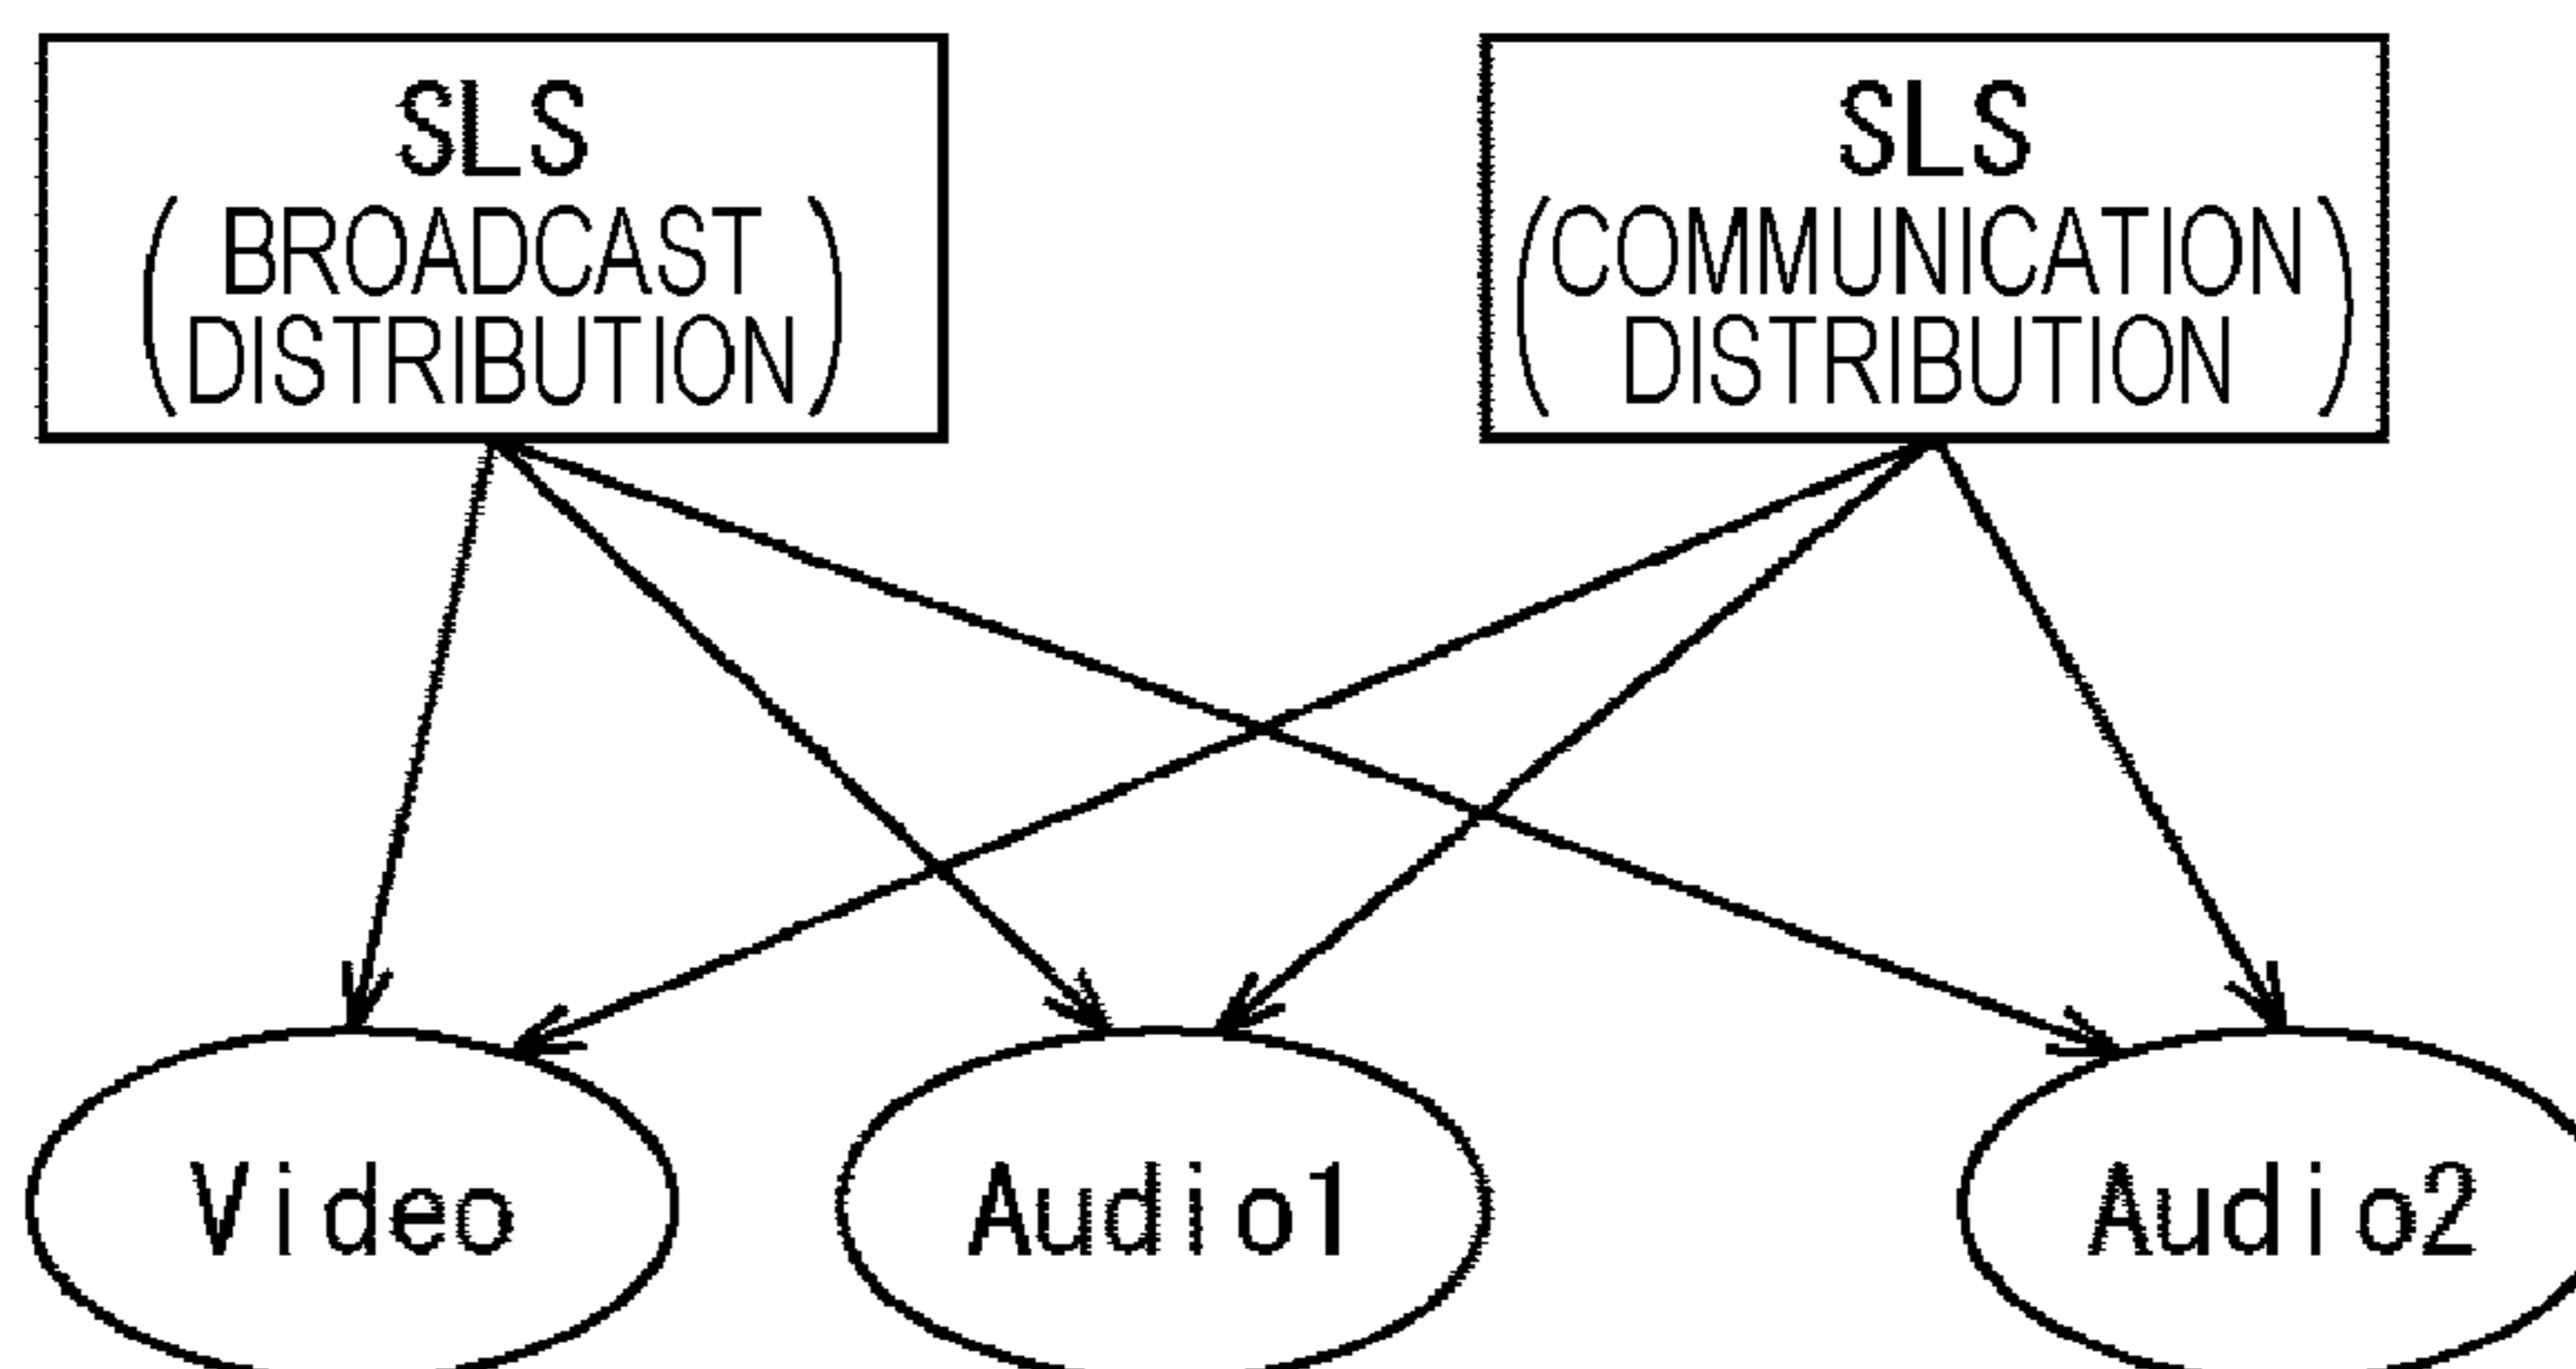 SLS
(BROADCAST
DISTRIBUTION)
SLS
(COMMUNICATION
DISTRIBUTION)
Video
Audio1
Audio2